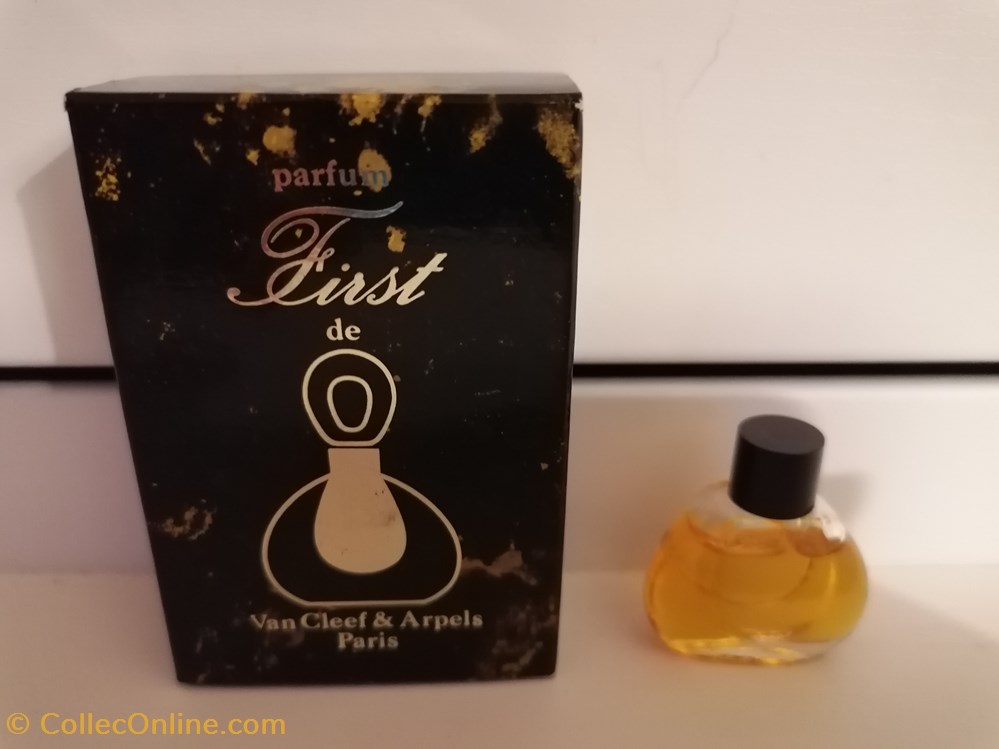 parfum
First
de
Van Cleef & Arpels
Paris
© CollecOnline.com